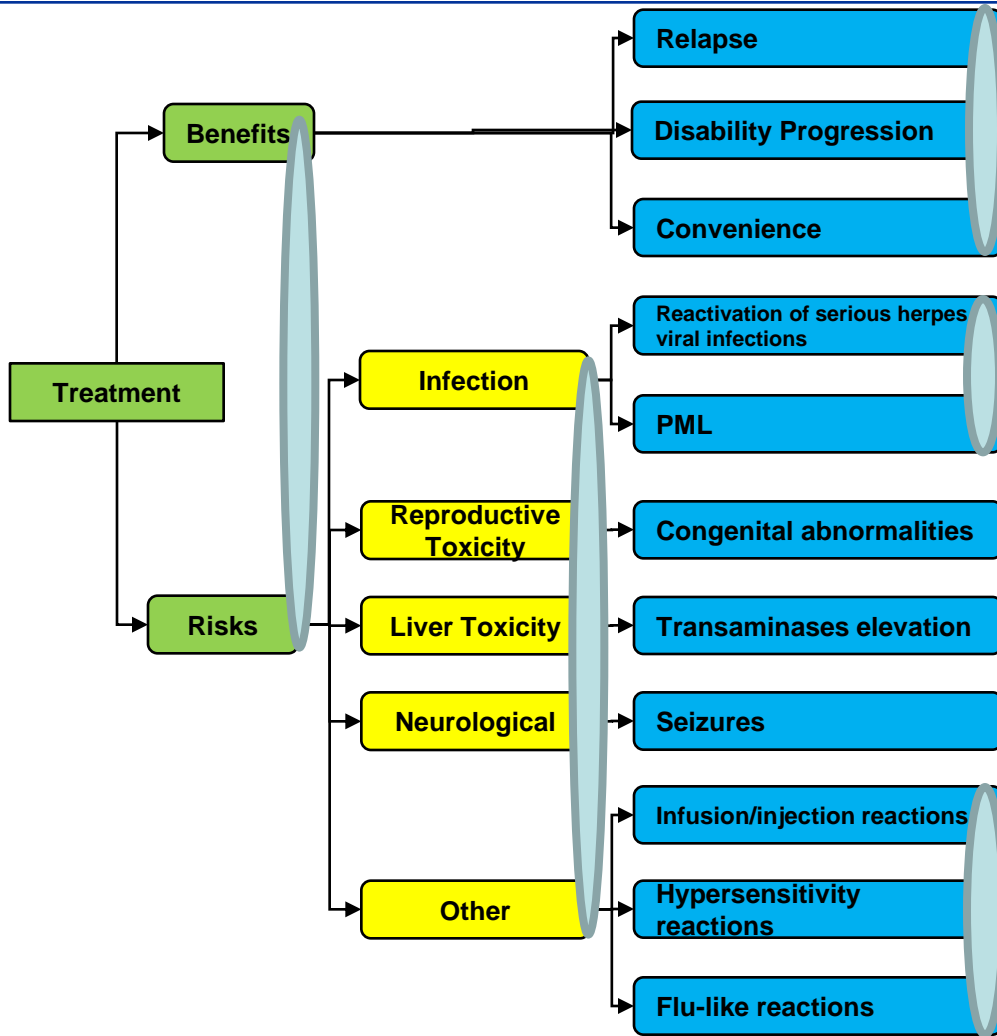 Relapse
Benefits
Disability Progression
Convenience
Reactivation of serious herpes
viral infections
Treatment
Infection
PML
Reproductive
Toxicity
Congenital abnormalities
Risks
Liver Toxicity
Transaminases elevation
Neurological
Seizures
Infusion/injection reactions
Other
Hypersensitivity
reactions
Flu-like reactions